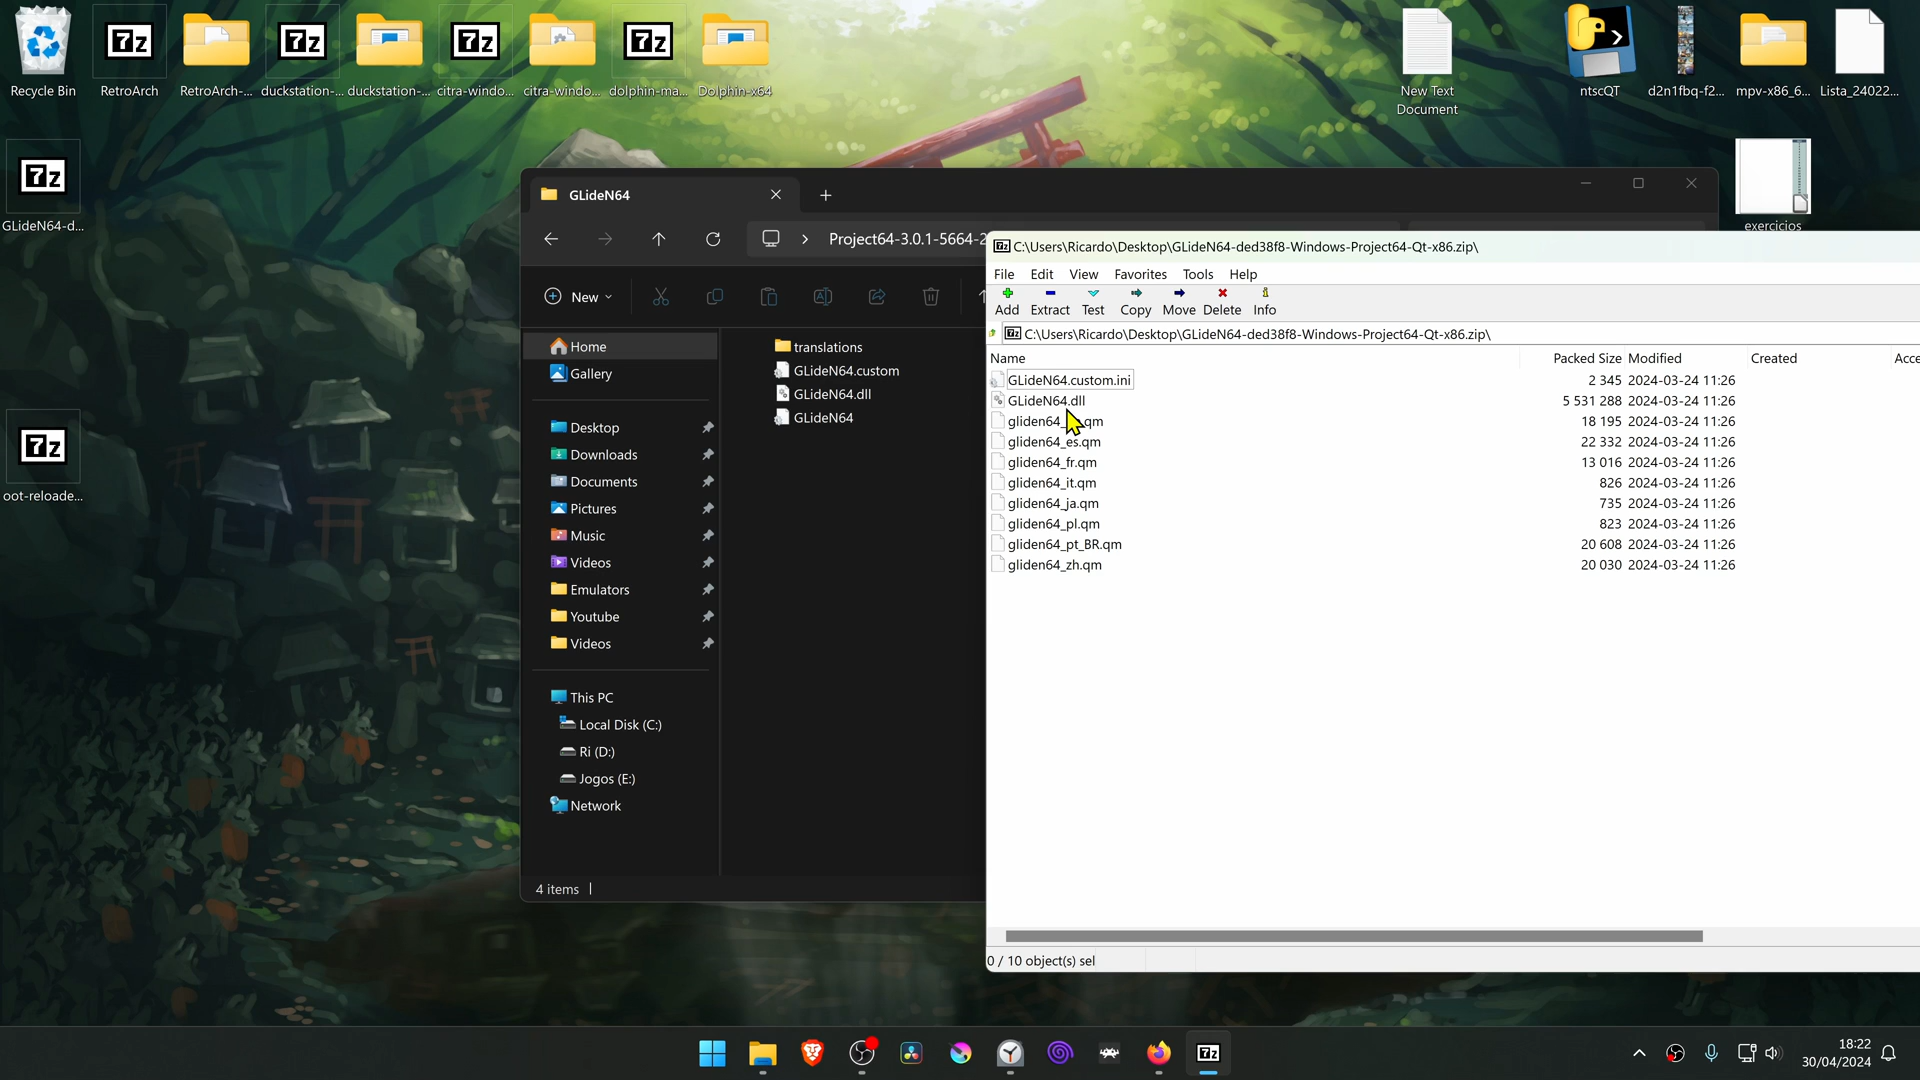 Recycle Bin
RetroArch
RetroArch-...
duckstation-...
duckstation-...
citra-windo...
citra-windo...
dolphin-ma...
Dolphin-x64
New Text
Document
ntscQT
d2n1fbq-f2...
mpv-x86_6...
Lista_24022...
GLideN64-d...
exercicios
oot-reloade...
GLideN64
Project64-3.0.1-5664-2
New
Home
Gallery
Desktop
Downloads
Documents
Pictures
Music
Videos
Emulators
Youtube
Videos
This PC
Local Disk (C:)
Ri (D:)
Jogos (E:)
Network
translations
GLideN64.custom
GLideN64.dll
GLideN64
4 items
C:\Users\Ricardo\Desktop\GLideN64-ded38f8-Windows-Project64-Qt-x86.zip\
File Edit View Favorites Tools Help
Add Extract Test Copy Move Delete Info
C:\Users\Ricardo\Desktop\GLideN64-ded38f8-Windows-Project64-Qt-x86.zip\
Name Packed Size Modified Created Acce
GLideN64.custom.ini 2 345 2024-03-24 11:26
GLideN64.dll 5 531 288 2024-03-24 11:26
gliden64_ .qm 18 195 2024-03-24 11:26
gliden64_es.qm 22 332 2024-03-24 11:26
gliden64_fr.qm 13 016 2024-03-24 11:26
gliden64_it.qm 826 2024-03-24 11:26
gliden64_ja.qm 735 2024-03-24 11:26
gliden64_pl.qm 823 2024-03-24 11:26
gliden64_pt_BR.qm 20 608 2024-03-24 11:26
gliden64_zh.qm 20 030 2024-03-24 11:26
0 / 10 object(s) sel
18:22
30/04/2024